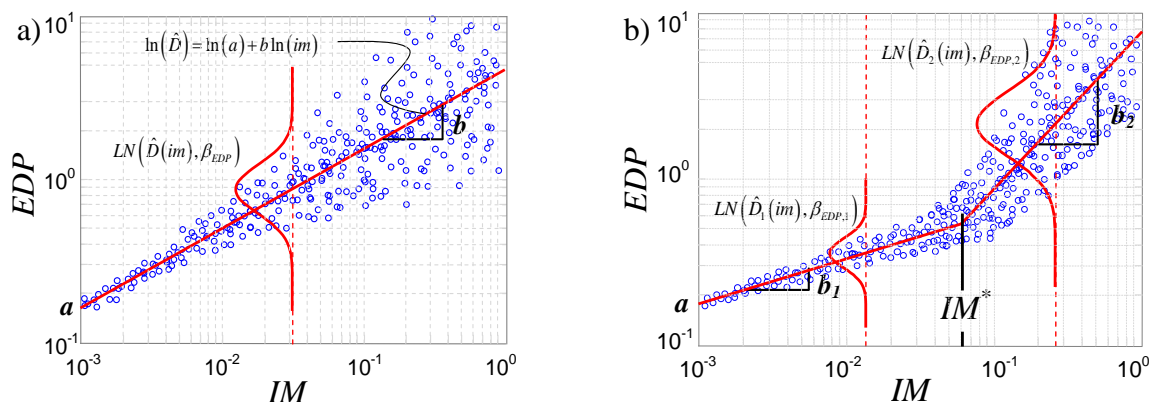 a)
ln(D̂) = ln(a) + b ln(im)
LN(D̂(im), β_EDP)
b
a
EDP
10^1
10^0
10^-1
10^-3
10^-2
10^-1
10^0
IM
b)
LN(D̂_2(im), β_EDP,2)
b_2
LN(D̂_1(im), β_EDP,1)
b_1
IM*
a
EDP
10^1
10^0
10^-1
10^-3
10^-2
10^-1
10^0
IM